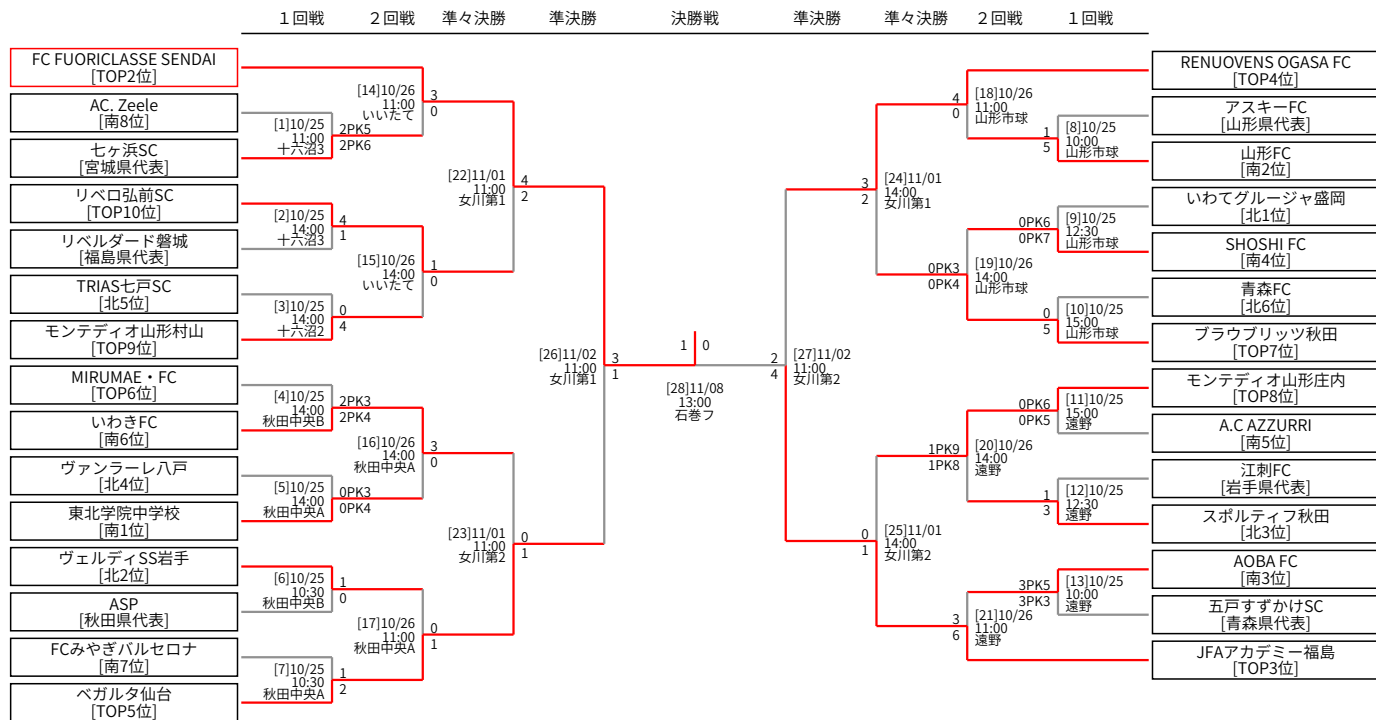 １回戦
２回戦
準々決勝
準決勝
決勝戦
準決勝
準々決勝
２回戦
１回戦
FC FUORICLASSE SENDAI
[TOP2位]
AC. Zeele
[南8位]
七ヶ浜SC
[宮城県代表]
リベロ弘前SC
[TOP10位]
リベルダード磐城
[福島県代表]
TRIAS七戸SC
[北5位]
モンテディオ山形村山
[TOP9位]
MIRUMAE・FC
[TOP6位]
いわきFC
[南6位]
ヴァンラーレ八戸
[北4位]
東北学院中学校
[南1位]
ヴェルディSS岩手
[北2位]
ASP
[秋田県代表]
FCみやぎバルセロナ
[南7位]
ベガルタ仙台
[TOP5位]
[1]10/25
11:00
十六沼3
2PK5
2PK6
[2]10/25
14:00
十六沼3
4
1
[3]10/25
14:00
十六沼2
0
4
[4]10/25
14:00
秋田中央B
2PK3
2PK4
[5]10/25
14:00
秋田中央A
0PK3
0PK4
[6]10/25
10:30
秋田中央B
1
0
[7]10/25
10:30
秋田中央A
1
2
[14]10/26
11:00
いいたて
3
0
[15]10/26
14:00
いいたて
1
0
[16]10/26
14:00
秋田中央A
3
0
[17]10/26
11:00
秋田中央A
0
1
[22]11/01
11:00
女川第1
4
2
[23]11/01
11:00
女川第2
0
1
[26]11/02
11:00
女川第1
3
1
1
0
[28]11/08
13:00
石巻フ
2
4
[27]11/02
11:00
女川第2
3
2
[24]11/01
14:00
女川第1
0
1
[25]11/01
14:00
女川第2
4
0
[18]10/26
11:00
山形市球
0PK3
0PK4
[19]10/26
14:00
山形市球
1PK9
1PK8
[20]10/26
14:00
遠野
3
6
[21]10/26
11:00
遠野
1
5
[8]10/25
10:00
山形市球
0PK6
0PK7
[9]10/25
12:30
山形市球
0
5
[10]10/25
15:00
山形市球
0PK6
0PK5
[11]10/25
15:00
遠野
1
3
[12]10/25
12:30
遠野
3PK5
3PK3
[13]10/25
10:00
遠野
RENUOVENS OGASA FC
[TOP4位]
アスキーFC
[山形県代表]
山形FC
[南2位]
いわてグルージャ盛岡
[北1位]
SHOSHI FC
[南4位]
青森FC
[北6位]
ブラウブリッツ秋田
[TOP7位]
モンテディオ山形庄内
[TOP8位]
A.C AZZURRI
[南5位]
江刺FC
[岩手県代表]
スポルティフ秋田
[北3位]
AOBA FC
[南3位]
五戸すずかけSC
[青森県代表]
JFAアカデミー福島
[TOP3位]